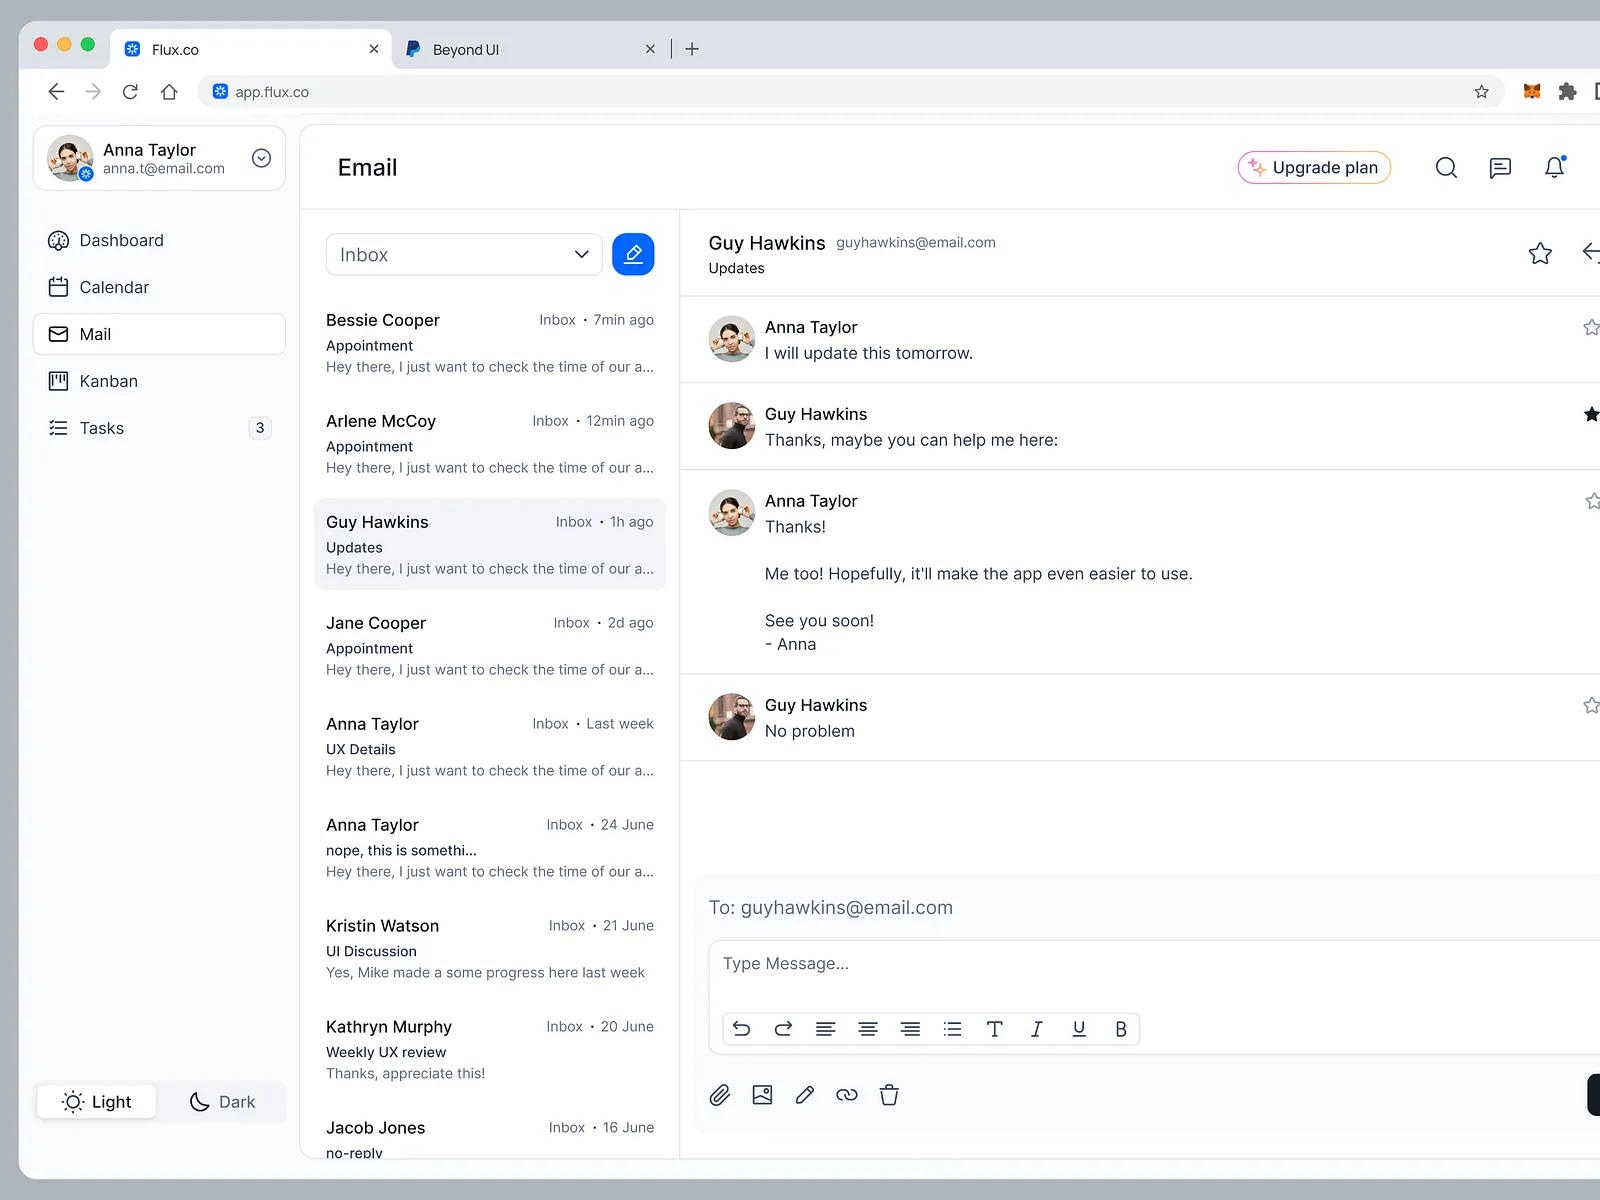 Flux.co
Beyond UI
app.flux.co
Anna Taylor
anna.t@email.com
Dashboard
Calendar
Mail
Kanban
Tasks 3
Light Dark
Email
Upgrade plan
Inbox
Bessie Cooper Inbox • 7min ago
Appointment
Hey there, I just want to check the time of our a...
Arlene McCoy Inbox • 12min ago
Appointment
Hey there, I just want to check the time of our a...
Guy Hawkins Inbox • 1h ago
Updates
Hey there, I just want to check the time of our a...
Jane Cooper Inbox • 2d ago
Appointment
Hey there, I just want to check the time of our a...
Anna Taylor Inbox • Last week
UX Details
Hey there, I just want to check the time of our a...
Anna Taylor Inbox • 24 June
nope, this is somethi...
Hey there, I just want to check the time of our a...
Kristin Watson Inbox • 21 June
UI Discussion
Yes, Mike made a some progress here last week
Kathryn Murphy Inbox • 20 June
Weekly UX review
Thanks, appreciate this!
Jacob Jones Inbox • 16 June
no-reply
Guy Hawkins guyhawkins@email.com
Updates
Anna Taylor
I will update this tomorrow.
Guy Hawkins
Thanks, maybe you can help me here:
Anna Taylor
Thanks!
Me too! Hopefully, it'll make the app even easier to use.
See you soon!
- Anna
Guy Hawkins
No problem
To: guyhawkins@email.com
Type Message...
T I U B